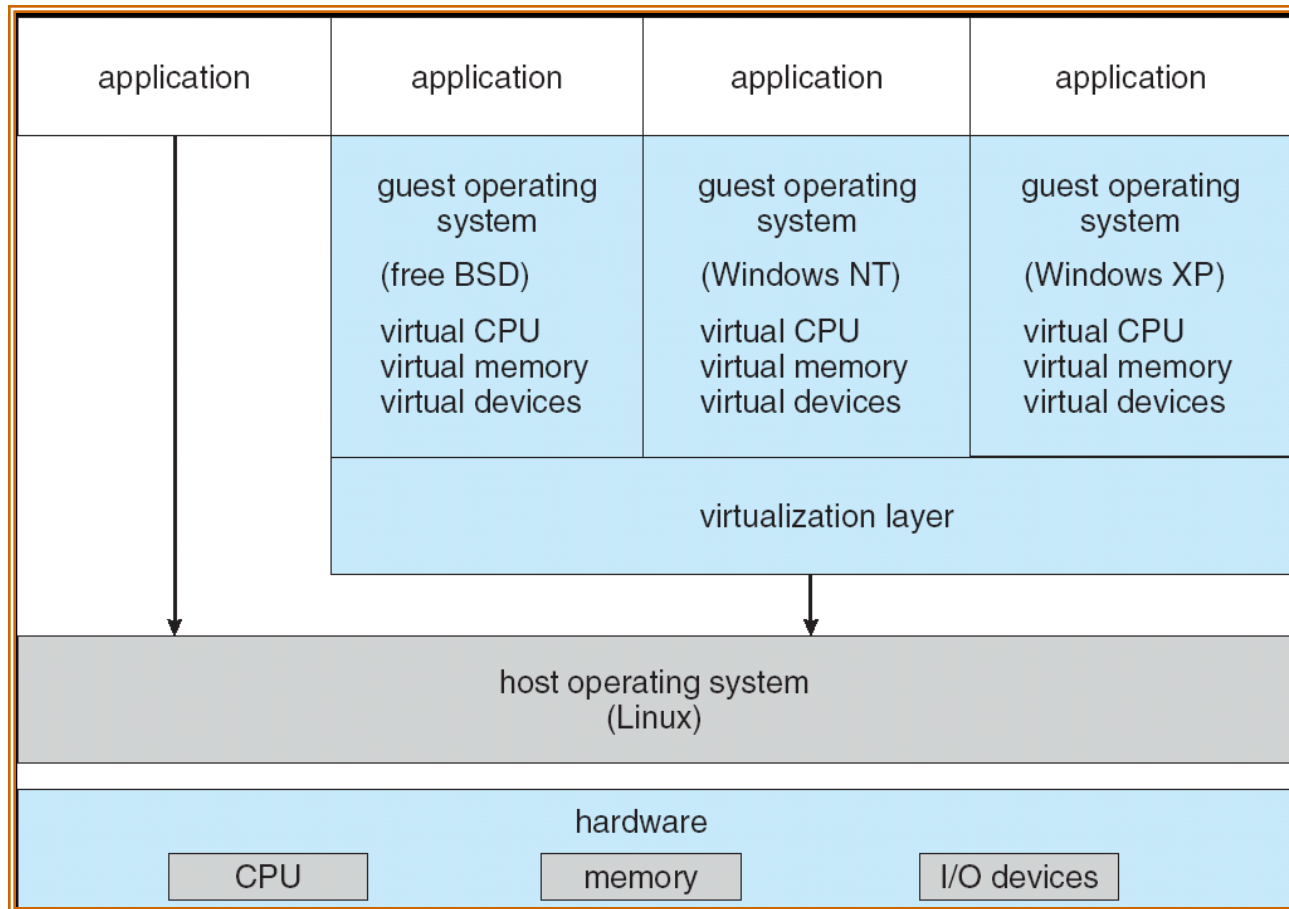 application
application
application
application
guest operating
system
(free BSD)
virtual CPU
virtual memory
virtual devices
guest operating
system
(Windows NT)
virtual CPU
virtual memory
virtual devices
guest operating
system
(Windows XP)
virtual CPU
virtual memory
virtual devices
virtualization layer
host operating system
(Linux)
hardware
CPU
memory
I/O devices